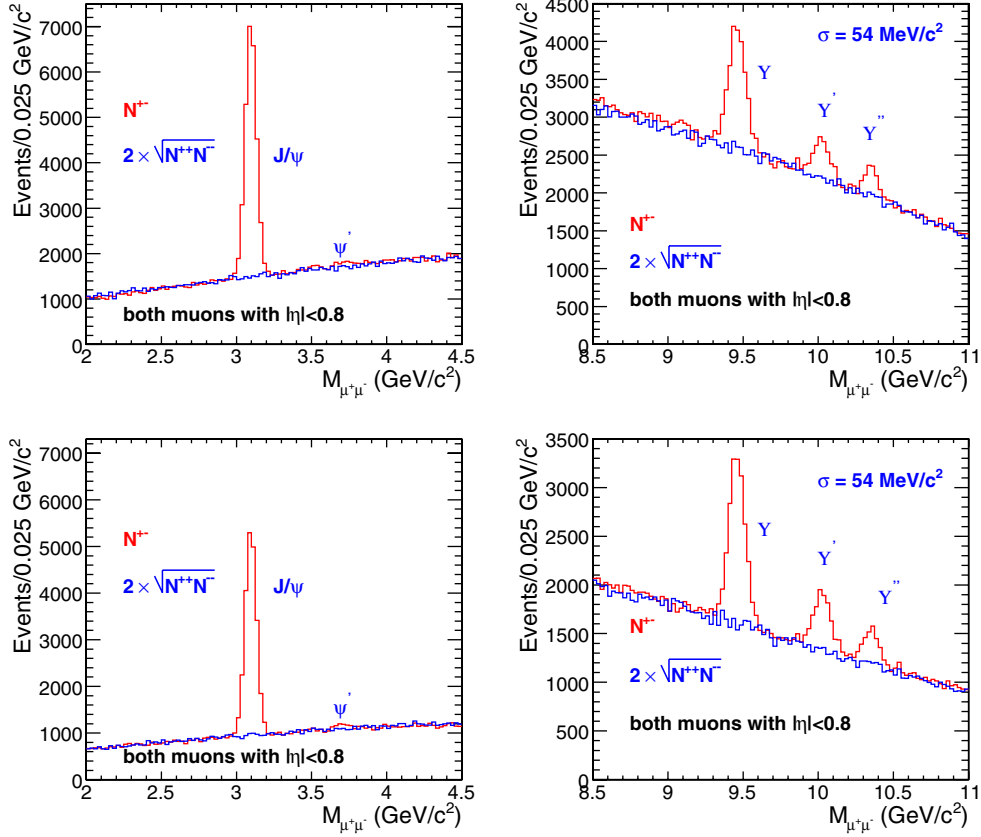 Events/0.025 GeV/c²
7000
6000
5000
4000
3000
2000
1000
0
N⁺⁻
2 × √N⁺⁺N⁻⁻
J/ψ
ψ'
both muons with |η|<0.8
2 2.5 3 3.5 4 4.5
M_μ⁺μ⁻ (GeV/c²)
Events/0.025 GeV/c²
4500
4000
3500
3000
2500
2000
1500
1000
500
0
σ = 54 MeV/c²
Υ
Υ'
Υ''
N⁺⁻
2 × √N⁺⁺N⁻⁻
both muons with |η|<0.8
8.5 9 9.5 10 10.5 11
M_μ⁺μ⁻ (GeV/c²)
Events/0.025 GeV/c²
7000
6000
5000
4000
3000
2000
1000
0
N⁺⁻
2 × √N⁺⁺N⁻⁻
J/ψ
ψ'
both muons with |η|<0.8
2 2.5 3 3.5 4 4.5
M_μ⁺μ⁻ (GeV/c²)
Events/0.025 GeV/c²
3500
3000
2500
2000
1500
1000
500
0
σ = 54 MeV/c²
Υ
Υ'
Υ''
N⁺⁻
2 × √N⁺⁺N⁻⁻
both muons with |η|<0.8
8.5 9 9.5 10 10.5 11
M_μ⁺μ⁻ (GeV/c²)